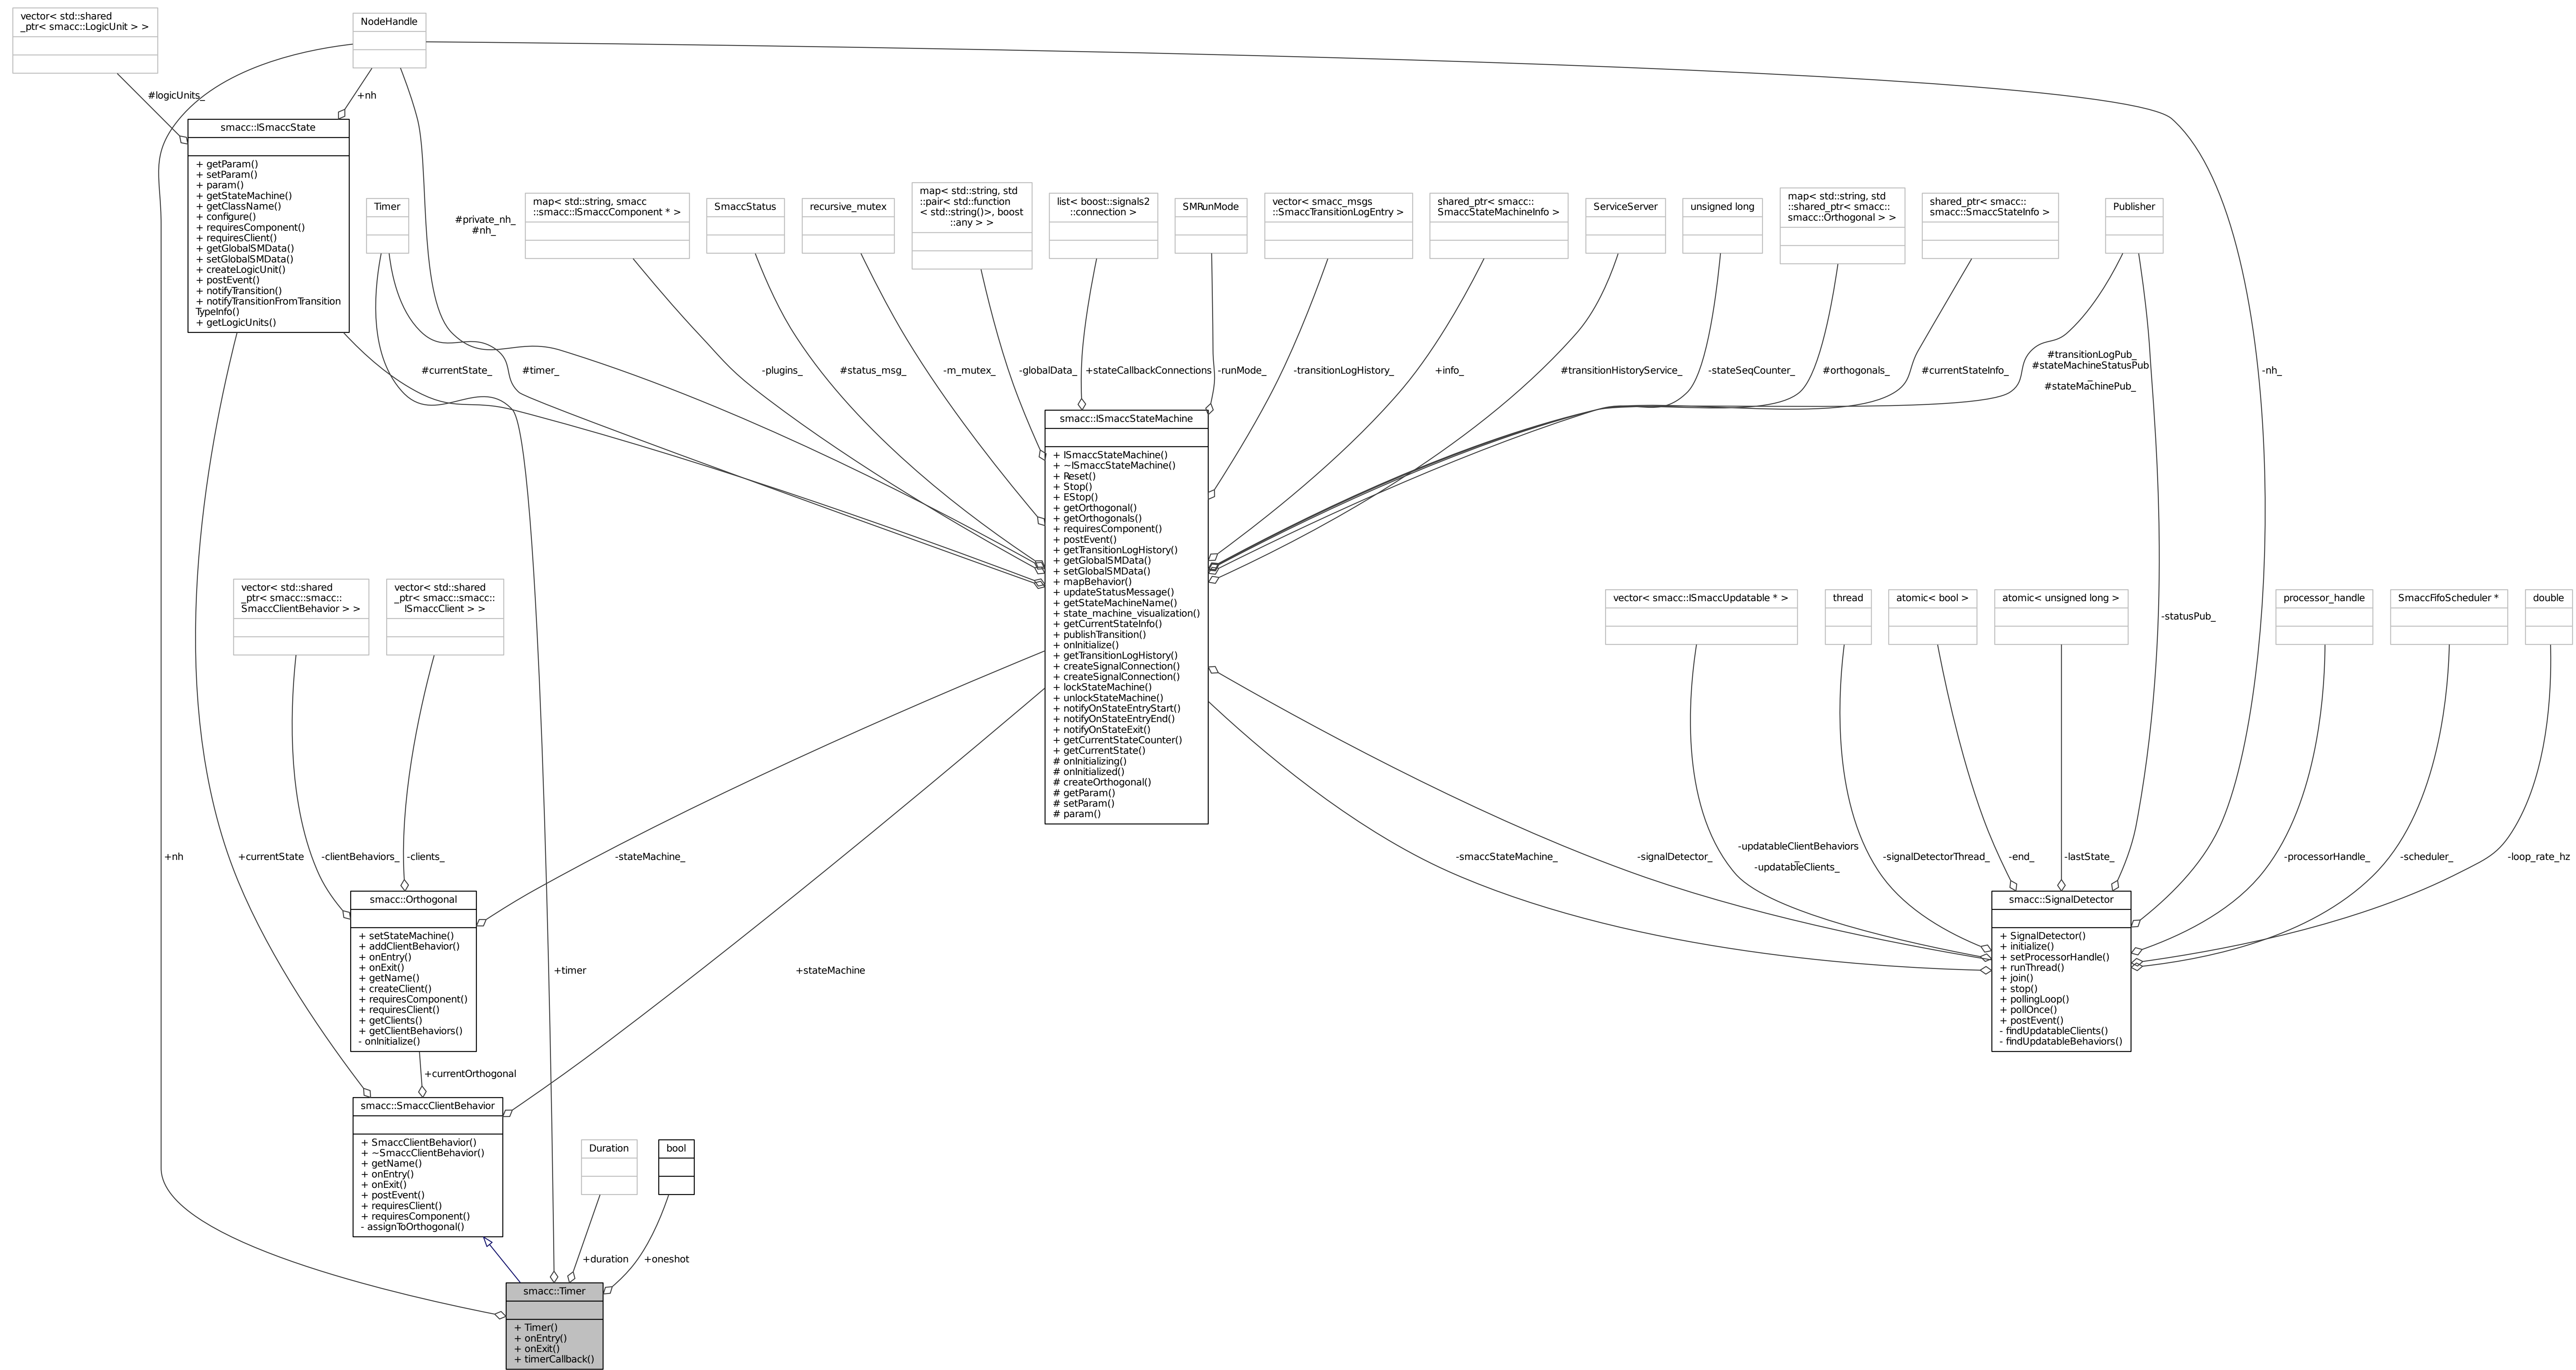 vector< std::shared
_ptr< smacc::LogicUnit > >
NodeHandle
#logicUnits_
+nh
smacc::ISmaccState
+ getParam()
+ setParam()
+ param()
+ getStateMachine()
+ getClassName()
+ configure()
+ requiresComponent()
+ requiresClient()
+ getGlobalSMData()
+ setGlobalSMData()
+ createLogicUnit()
+ postEvent()
+ notifyTransition()
+ notifyTransitionFromTransition
TypeInfo()
+ getLogicUnits()
Timer
#private_nh_
#nh_
map< std::string, smacc
::smacc::ISmaccComponent * >
SmaccStatus
recursive_mutex
map< std::string, std
::pair< std::function
< std::string()>, boost
::any > >
list< boost::signals2
::connection >
SMRunMode
vector< smacc_msgs
::SmaccTransitionLogEntry >
shared_ptr< smacc::
SmaccStateMachineInfo >
ServiceServer
unsigned long
map< std::string, std
::shared_ptr< smacc::
smacc::Orthogonal > >
shared_ptr< smacc::
smacc::SmaccStateInfo >
Publisher
#currentState_
#timer_
-plugins_
#status_msg_
-m_mutex_
-globalData_
+stateCallbackConnections
-runMode_
-transitionLogHistory_
+info_
#transitionHistoryService_
-stateSeqCounter_
#orthogonals_
#currentStateInfo_
#transitionLogPub_
#stateMachineStatusPub
_
#stateMachinePub_
-nh_
smacc::ISmaccStateMachine
+ ISmaccStateMachine()
+ ~ISmaccStateMachine()
+ Reset()
+ Stop()
+ EStop()
+ getOrthogonal()
+ getOrthogonals()
+ requiresComponent()
+ postEvent()
+ getTransitionLogHistory()
+ getGlobalSMData()
+ setGlobalSMData()
+ mapBehavior()
+ updateStatusMessage()
+ getStateMachineName()
+ state_machine_visualization()
+ getCurrentStateInfo()
+ publishTransition()
+ onInitialize()
+ getTransitionLogHistory()
+ createSignalConnection()
+ createSignalConnection()
+ lockStateMachine()
+ unlockStateMachine()
+ notifyOnStateEntryStart()
+ notifyOnStateEntryEnd()
+ notifyOnStateExit()
+ getCurrentStateCounter()
+ getCurrentState()
# onInitializing()
# onInitialized()
# createOrthogonal()
# getParam()
# setParam()
# param()
vector< std::shared
_ptr< smacc::smacc::
SmaccClientBehavior > >
vector< std::shared
_ptr< smacc::smacc::
ISmaccClient > >
vector< smacc::ISmaccUpdatable * >
thread
atomic< bool >
atomic< unsigned long >
processor_handle
SmaccFifoScheduler *
double
-statusPub_
+nh
+currentState
-clientBehaviors_
-clients_
-stateMachine_
-smaccStateMachine_
-signalDetector_
-updatableClientBehaviors
_
-updatableClients_
-signalDetectorThread_
-end_
-lastState_
-processorHandle_
-scheduler_
-loop_rate_hz
smacc::Orthogonal
+ setStateMachine()
+ addClientBehavior()
+ onEntry()
+ onExit()
+ getName()
+ createClient()
+ requiresComponent()
+ requiresClient()
+ getClients()
+ getClientBehaviors()
- onInitialize()
+timer
+stateMachine
smacc::SignalDetector
+ SignalDetector()
+ initialize()
+ setProcessorHandle()
+ runThread()
+ join()
+ stop()
+ pollingLoop()
+ pollOnce()
+ postEvent()
- findUpdatableClients()
- findUpdatableBehaviors()
+currentOrthogonal
smacc::SmaccClientBehavior
+ SmaccClientBehavior()
+ ~SmaccClientBehavior()
+ getName()
+ onEntry()
+ onExit()
+ postEvent()
+ requiresClient()
+ requiresComponent()
- assignToOrthogonal()
Duration
bool
+duration
+oneshot
smacc::Timer
+ Timer()
+ onEntry()
+ onExit()
+ timerCallback()